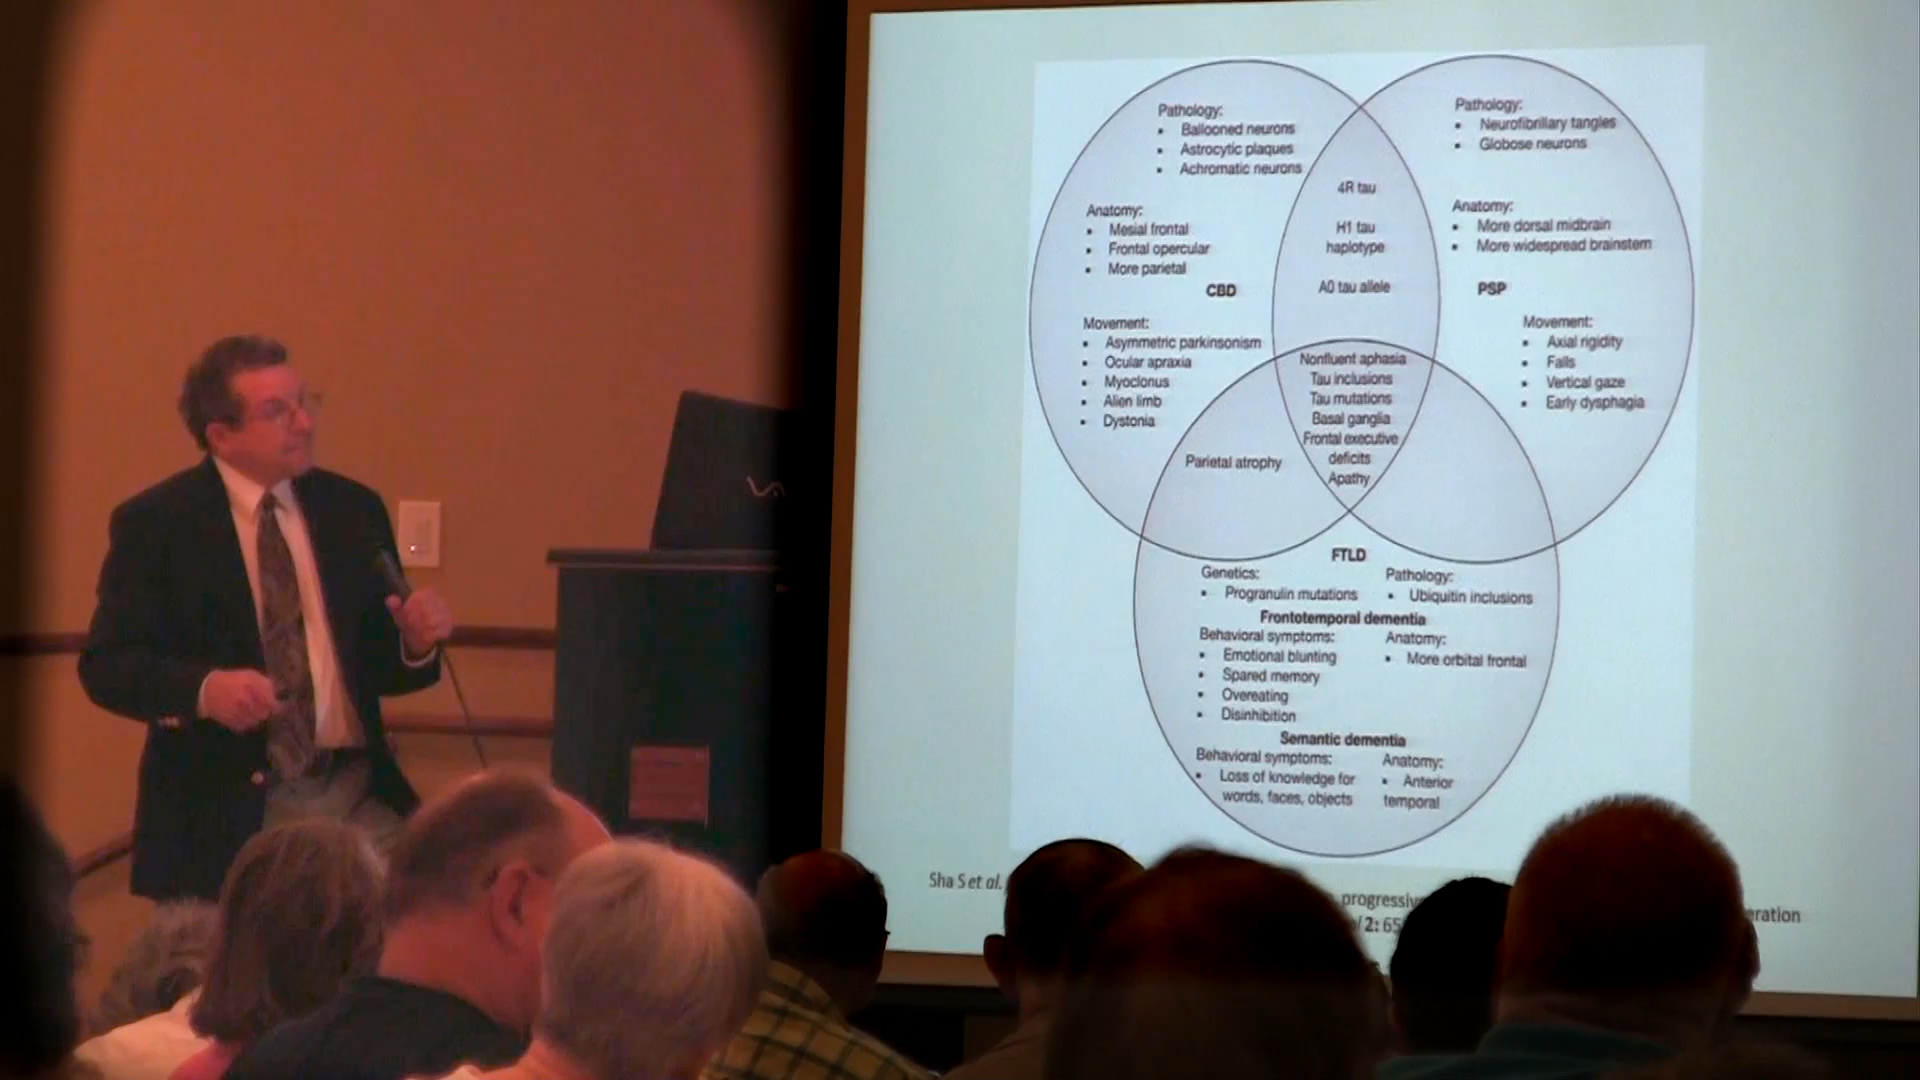 Pathology:
• Ballooned neurons
• Astrocytic plaques
• Achromatic neurons
Anatomy:
• Mesial frontal
• Frontal opercular
• More parietal
CBD
Movement:
• Asymmetric parkinsonism
• Ocular apraxia
• Myoclonus
• Alien limb
• Dystonia
4R tau
H1 tau
haplotype
A0 tau allele
Pathology:
• Neurofibrillary tangles
• Globose neurons
Anatomy:
• More dorsal midbrain
• More widespread brainstem
PSP
Movement:
• Axial rigidity
• Falls
• Vertical gaze
• Early dysphagia
Nonfluent aphasia
Tau inclusions
Tau mutations
Basal ganglia
Frontal executive
deficits
Apathy
Parietal atrophy
FTLD
Genetics:
• Progranulin mutations
Pathology:
• Ubiquitin inclusions
Frontotemporal dementia
Behavioral symptoms:
• Emotional blunting
• Spared memory
• Overeating
• Disinhibition
Anatomy:
• More orbital frontal
Semantic dementia
Behavioral symptoms:
• Loss of knowledge for
words, faces, objects
Anatomy:
• Anterior
temporal
Sha S et al.
2: 65